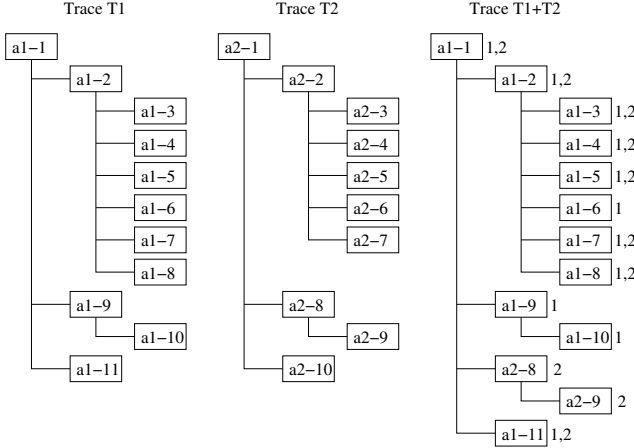 Trace T1 Trace T2 Trace T1+T2
a1−1 a2−1 a1−1 1,2
a1−2 a2−2 a1−2 1,2
a1−3 a2−3 a1−3 1,2
a1−4 a2−4 a1−4 1,2
a1−5 a2−5 a1−5 1,2
a1−6 a2−6 a1−6 1
a1−7 a2−7 a1−7 1,2
a1−8 a1−8 1,2
a1−9 a2−8 a1−9 1
a1−10 a2−9 a1−10 1
a1−11 a2−10 a2−8 2
a2−9 2
a1−11 1,2